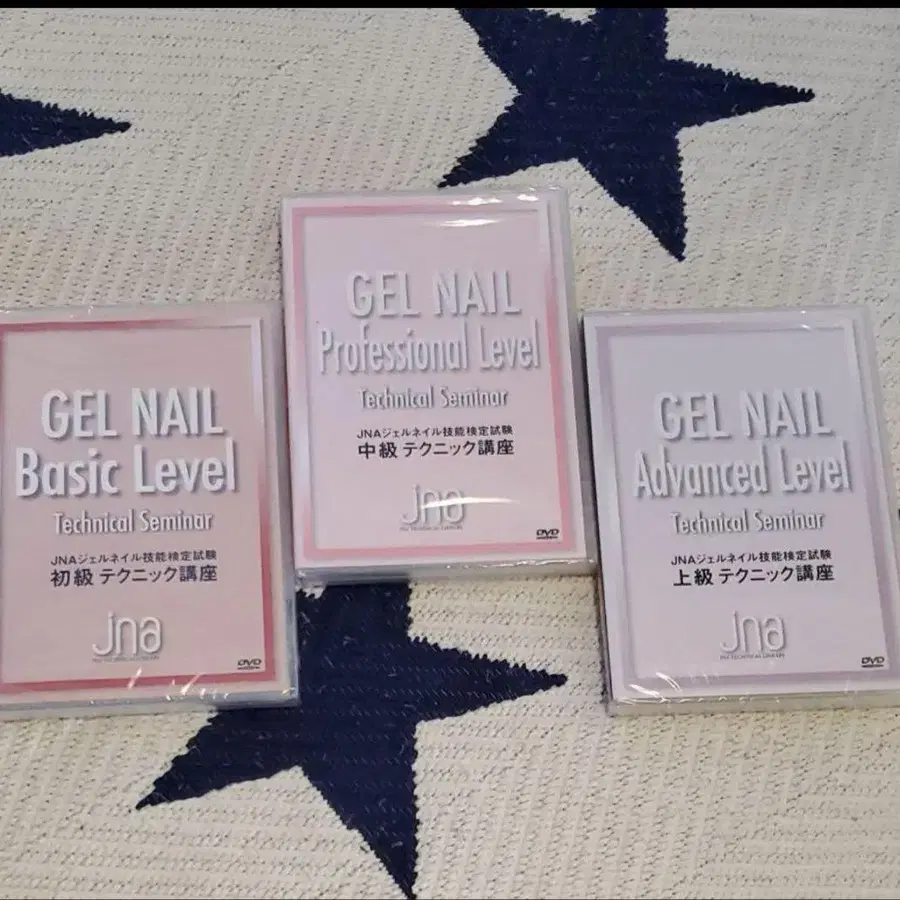 GEL NAIL
Basic Level
Technical Seminar
JNAジェルネイル技能検定試験
初級 テクニック講座
jna
DVD
GEL NAIL
Professional Level
Technical Seminar
JNAジェルネイル技能検定試験
中級 テクニック講座
jna
DVD
GEL NAIL
Advanced Level
Technical Seminar
JNAジェルネイル技能検定試験
上級 テクニック講座
jna
DVD